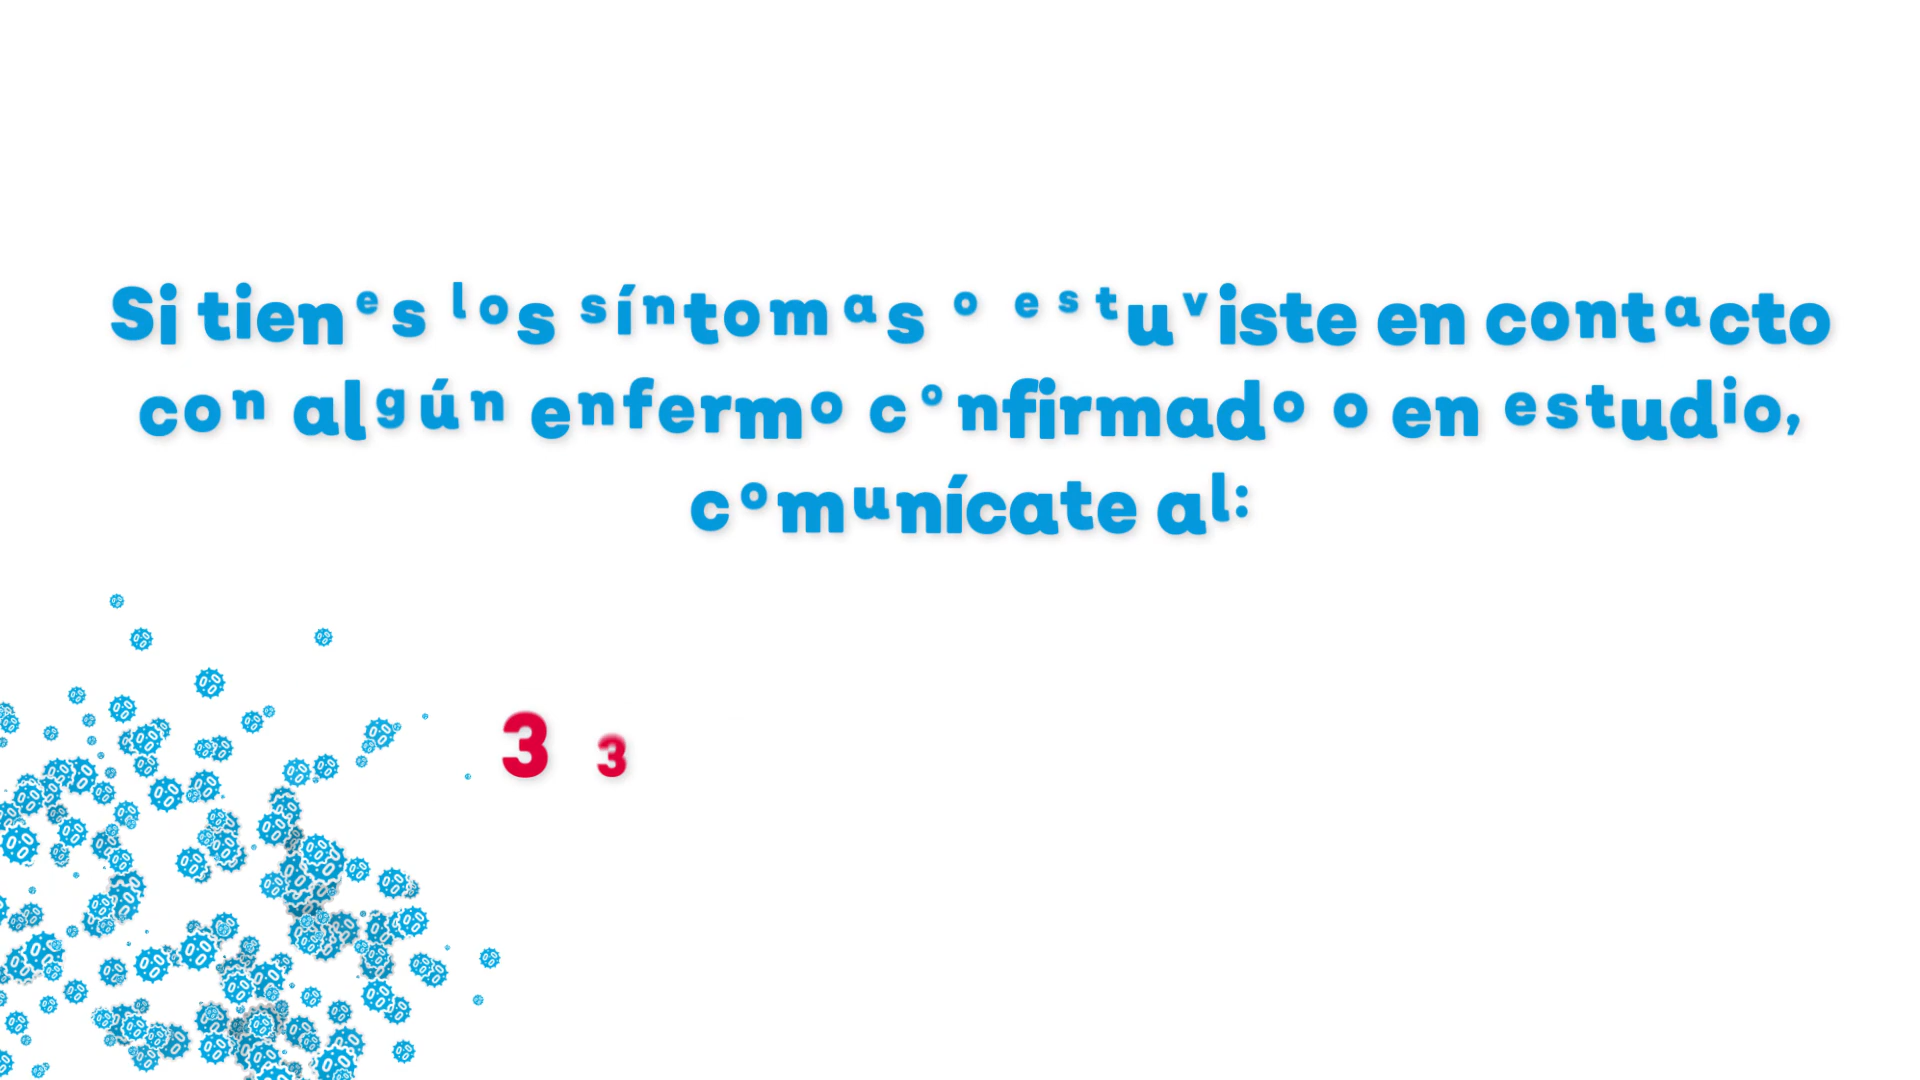 Si tienes los síntomas o estuviste en contacto
con algún enfermo confirmado o en estudio,
comunícate al:
3 3